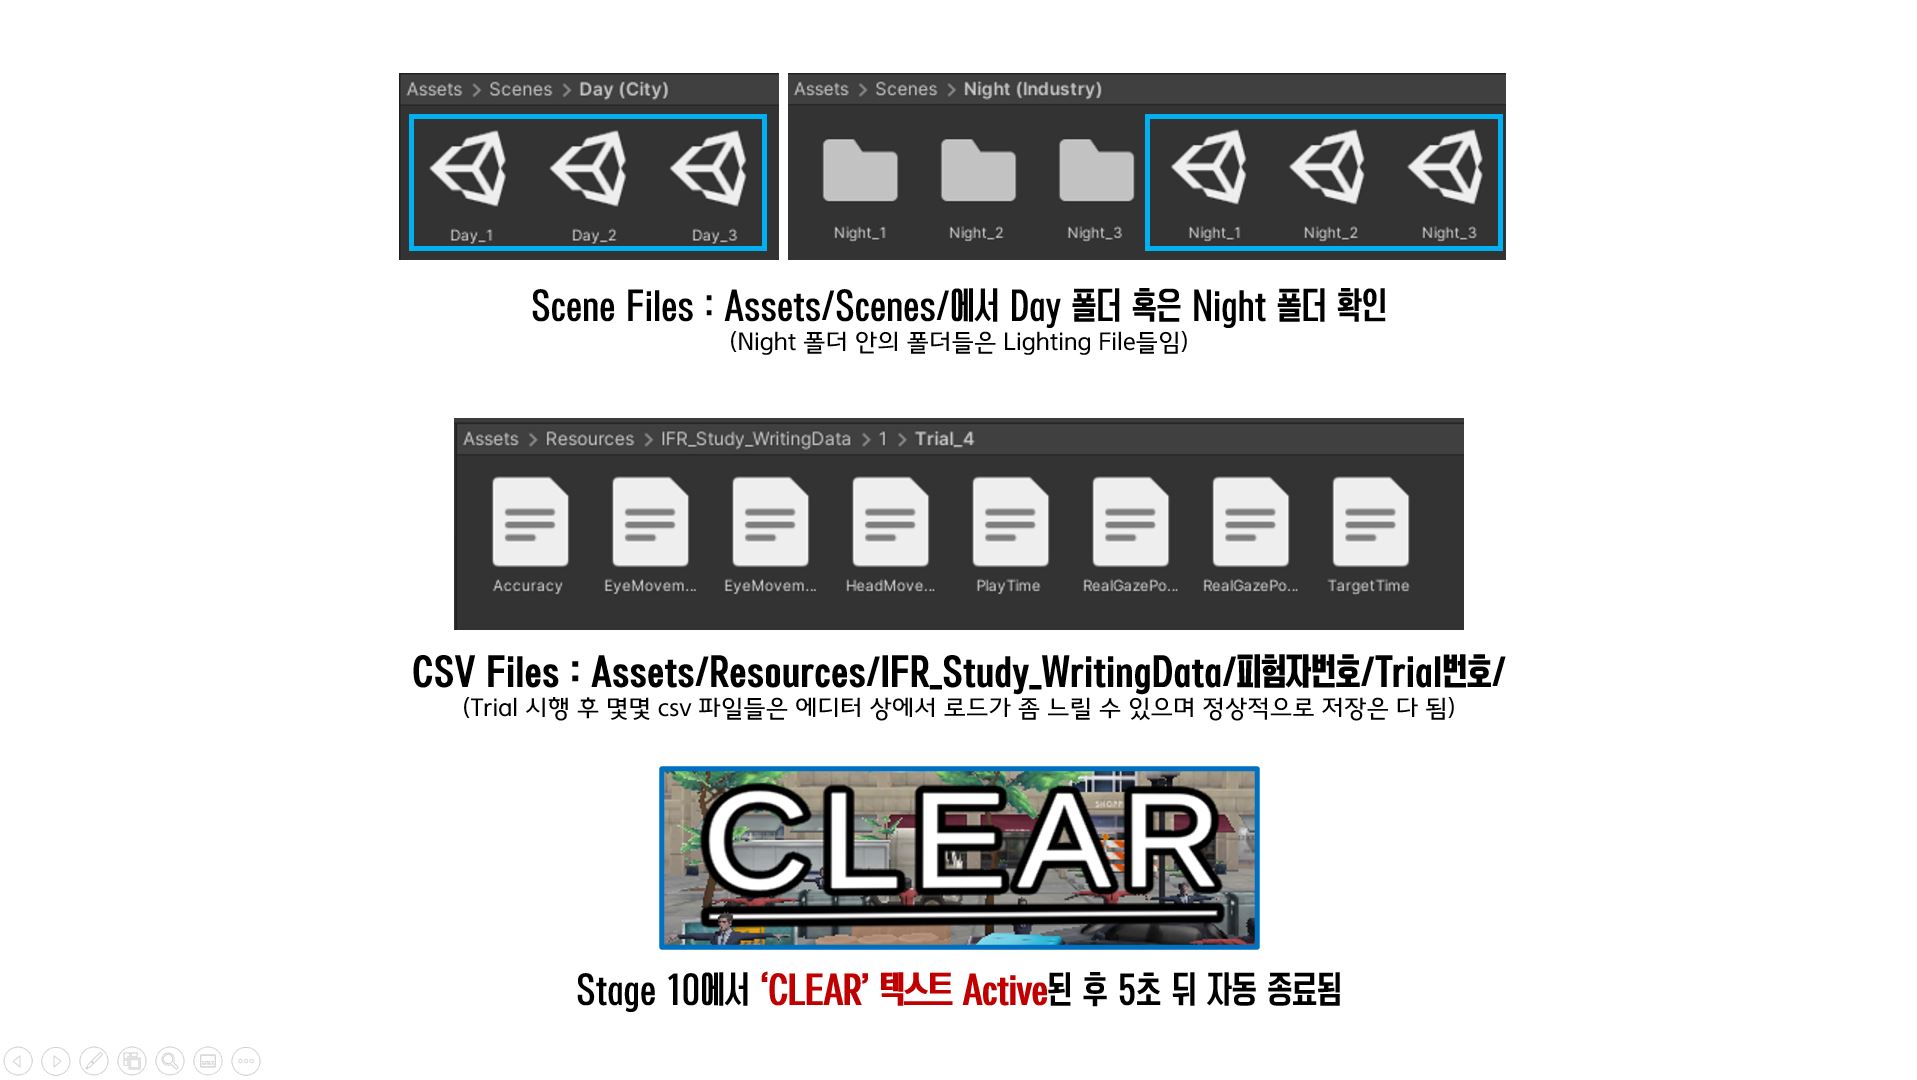 Assets > Scenes > Day (City)
Day_1 Day_2 Day_3
Assets > Scenes > Night (Industry)
Night_1 Night_2 Night_3 Night_1 Night_2 Night_3
Scene Files : Assets/Scenes/에서 Day 폴더 혹은 Night 폴더 확인
(Night 폴더 안의 폴더들은 Lighting File들임)
Assets > Resources > IFR_Study_WritingData > 1 > Trial_4
Accuracy EyeMovem... EyeMovem... HeadMove... PlayTime RealGazePo... RealGazePo... TargetTime
CSV Files : Assets/Resources/IFR_Study_WritingData/피험자번호/Trial번호/
(Trial 시행 후 몇몇 csv 파일들은 에디터 상에서 로드가 좀 느릴 수 있으며 정상적으로 저장은 다 됨)
CLEAR
Stage 10에서 ‘CLEAR’ 텍스트 Active된 후 5초 뒤 자동 종료됨